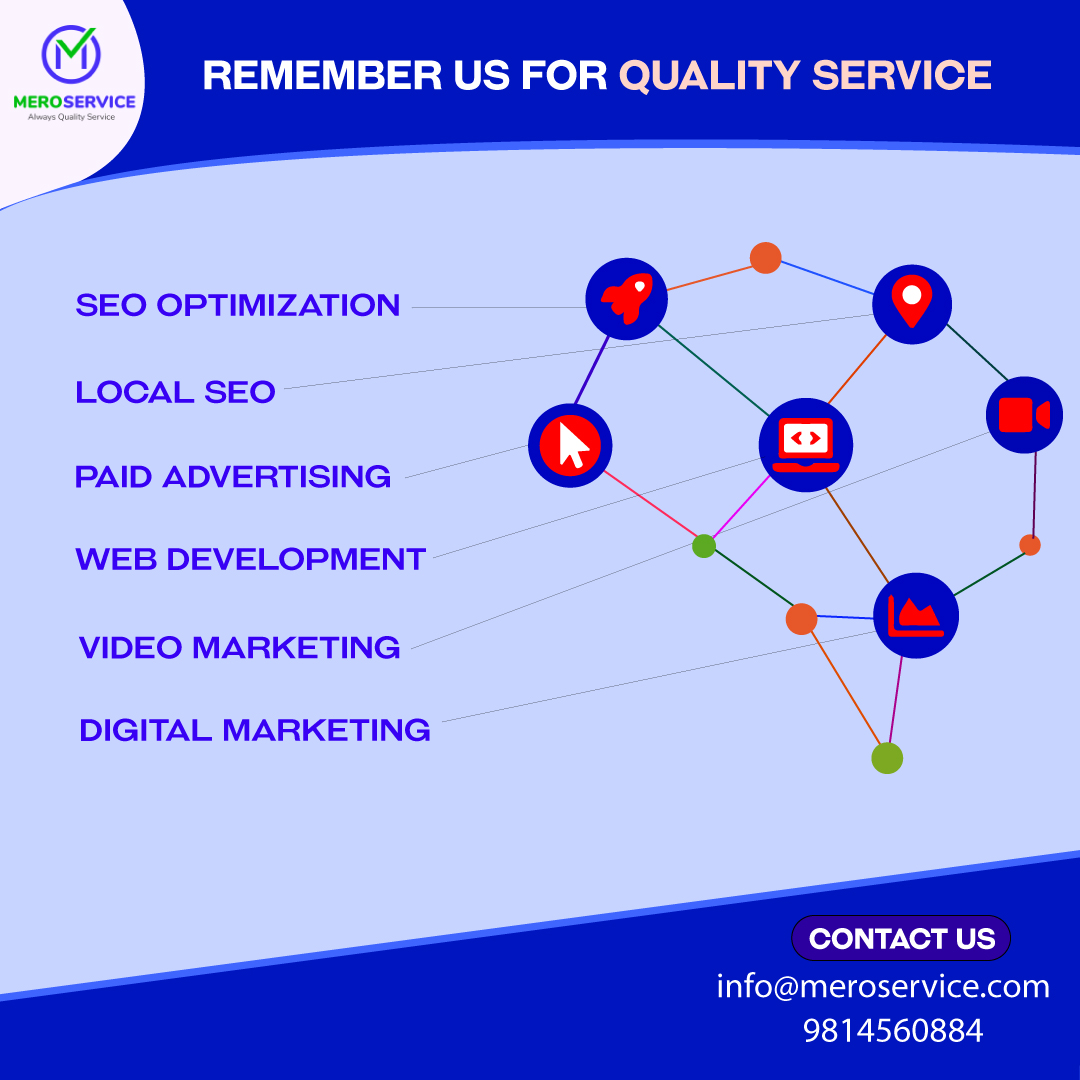 MEROSERVICE
Always Quality Service
REMEMBER US FOR QUALITY SERVICE
SEO OPTIMIZATION
LOCAL SEO
PAID ADVERTISING
WEB DEVELOPMENT
VIDEO MARKETING
DIGITAL MARKETING
CONTACT US
info@meroservice.com
9814560884